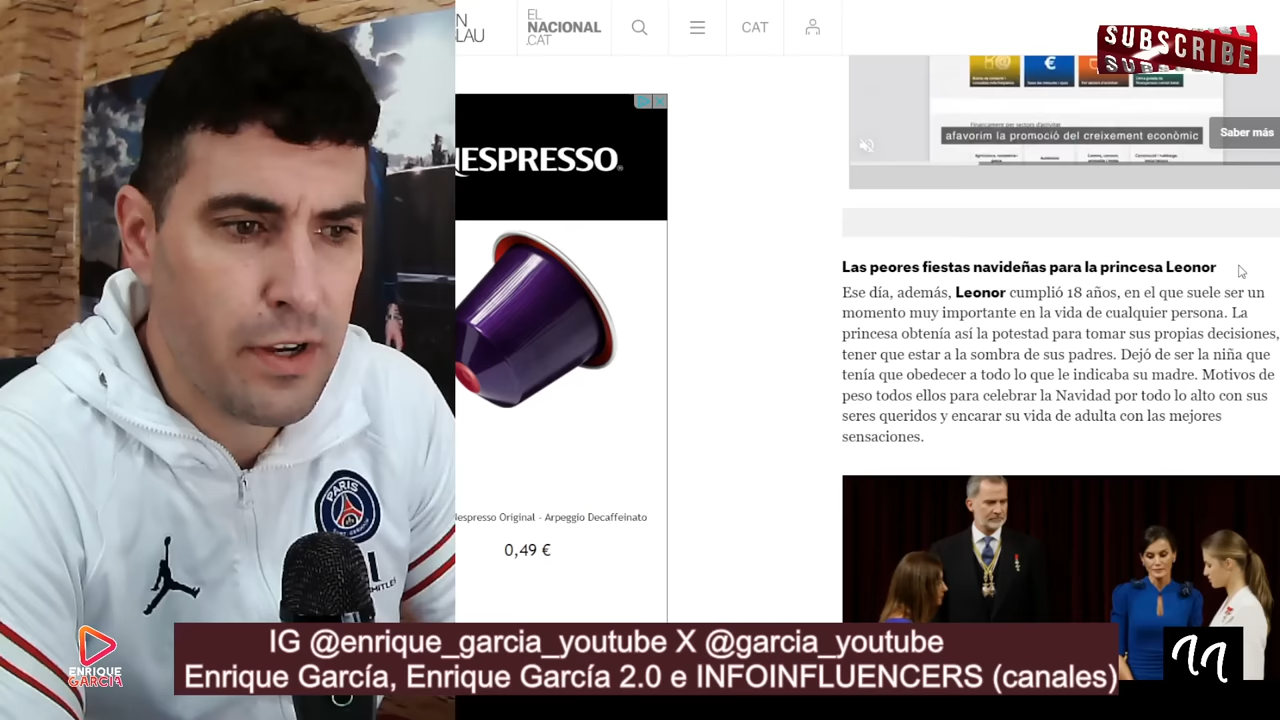 EL
NACIONAL
.CAT
CAT
SUBSCRIBE
afavorim la promoció del creixement econòmic
Saber más
NESPRESSO.
Las peores fiestas navideñas para la princesa Leonor
Ese día, además, Leonor cumplió 18 años, en el que suele ser un
momento muy importante en la vida de cualquier persona. La
princesa obtenía así la potestad para tomar sus propias decisiones,
tener que estar a la sombra de sus padres. Dejó de ser la niña que
tenía que obedecer a todo lo que le indicaba su madre. Motivos de
peso todos ellos para celebrar la Navidad por todo lo alto con sus
seres queridos y encarar su vida de adulta con las mejores
sensaciones.
Nespresso Original - Arpeggio Decaffeinato
0,49 €
PARIS
IG @enrique_garcia_youtube X @garcia_youtube
Enrique García, Enrique García 2.0 e INFOINFLUENCERS (canales)
ENRIQUE
GARCÍA